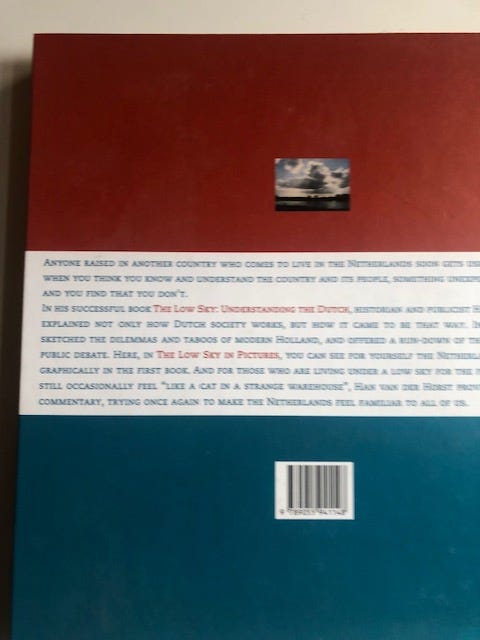 Anyone raised in another country who comes to live in the Netherlands soon gets
when you think you know and understand the country and its people, something
and you find that you don't.
In his successful book The Low Sky: Understanding the Dutch, historian and publicist
explained not only how Dutch society works, but how it came to be that way.
sketched the dilemmas and taboos of modern Holland, and offered a run-down of
public debate. Here, in The Low Sky in Pictures, you can see for yourself the
graphically in the first book. And for those who are living under a low sky for the
still occasionally feel "like a cat in a strange warehouse", Han van der Horst
commentary, trying once again to make the Netherlands feel familiar to all of us.